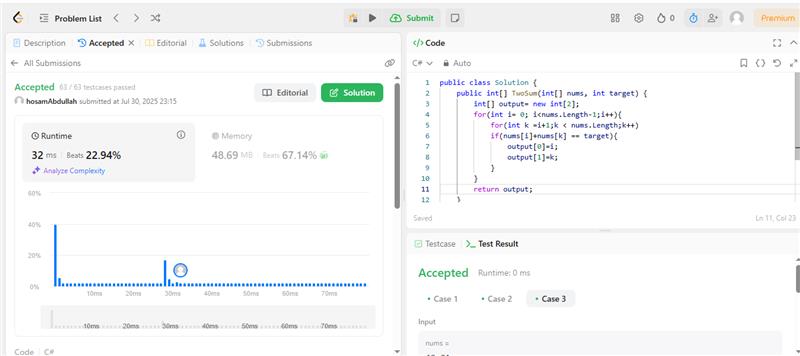 Problem List
Submit
0
Premium
Description
Accepted
Editorial
Solutions
Submissions
All Submissions
Accepted 63 / 63 testcases passed
hosamAbdullah submitted at Jul 30, 2025 23:15
Editorial
Solution
Runtime
32 ms Beats 22.94%
Analyze Complexity
Memory
48.69 MB Beats 67.14%
60%
40%
20%
0%
10ms 20ms 30ms 40ms 50ms 60ms 70ms
10ms 20ms 30ms 40ms 50ms 60ms 70ms
Code C#
</> Code
C# Auto
1 public class Solution {
2 public int[] TwoSum(int[] nums, int target) {
3 int[] output= new int[2];
4 for(int i= 0; i<nums.Length-1;i++){
5 for(int k =i+1;k < nums.Length;k++)
6 if(nums[i]+nums[k] == target){
7 output[0]=i;
8 output[1]=k;
9 }
10 }
11 return output;
12 }
Saved
Ln 11, Col 23
Testcase
>_ Test Result
Accepted Runtime: 0 ms
• Case 1 • Case 2 • Case 3
Input
nums =